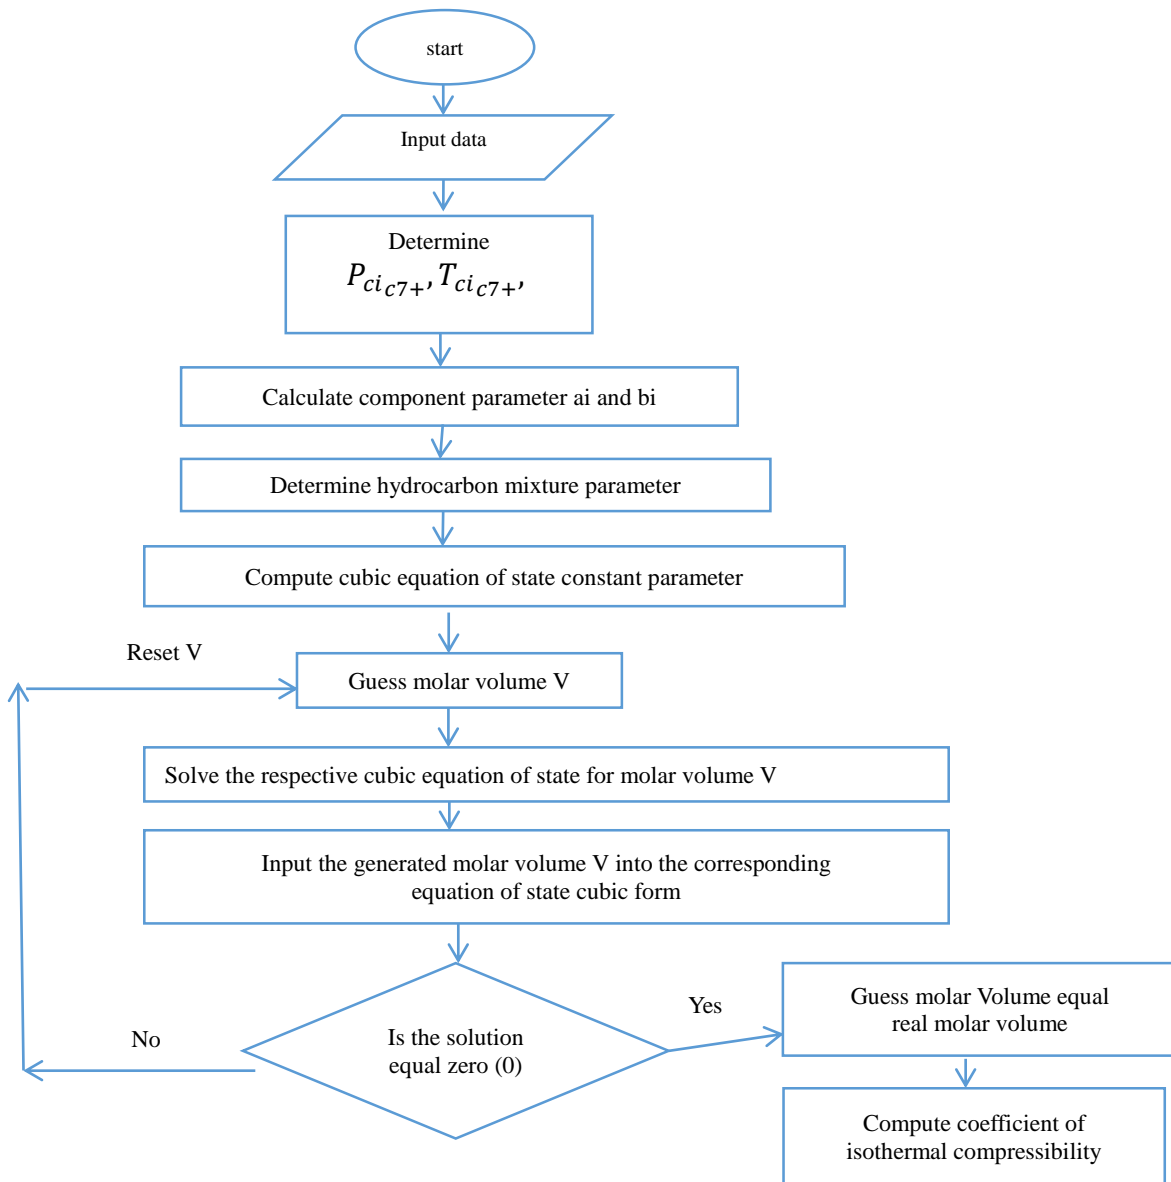 start
Input data
Determine
P_{ci_{c7+}}, T_{ci_{c7+}},
Calculate component parameter ai and bi
Determine hydrocarbon mixture parameter
Compute cubic equation of state constant parameter
Reset V
Guess molar volume V
Solve the respective cubic equation of state for molar volume V
Input the generated molar volume V into the corresponding
equation of state cubic form
No
Is the solution
equal zero (0)
Yes
Guess molar Volume equal
real molar volume
Compute coefficient of
isothermal compressibility